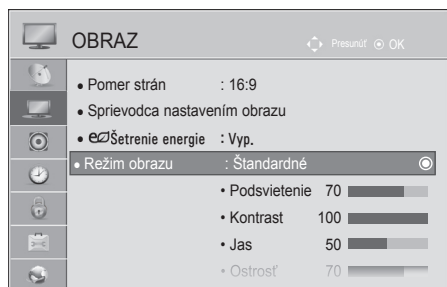 OBRAZ
Presunúť OK
• Pomer strán : 16:9
• Sprievodca nastavením obrazu
• Šetrenie energie : Vyp.
• Režim obrazu : Štandardné
• Podsvietenie 70
• Kontrast 100
• Jas 50
• Ostrosť 70